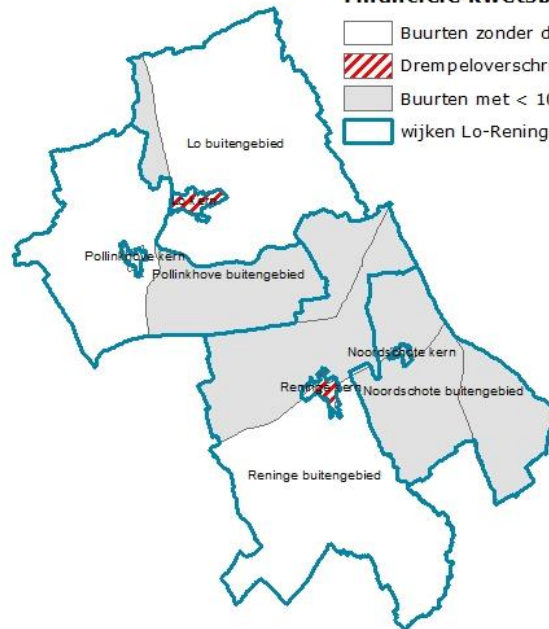 Buurten zonder d
Drempeloverschri
Buurten met < 10
wijken Lo-Rening
Lo buitengebied
Lo kern
Pollinkhove kern
Pollinkhove buitengebied
Noordschote kern
Reninge kern
Noordschote buitengebied
Reninge buitengebied